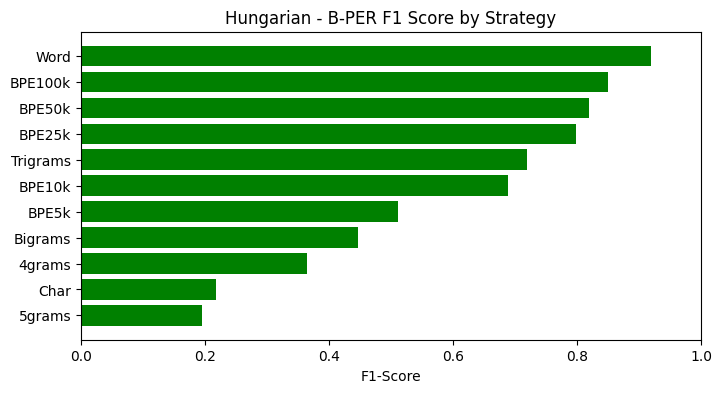 Hungarian - B-PER F1 Score by Strategy
Word
BPE100k
BPE50k
BPE25k
Trigrams
BPE10k
BPE5k
Bigrams
4grams
Char
5grams
0.0 0.2 0.4 0.6 0.8 1.0
F1-Score